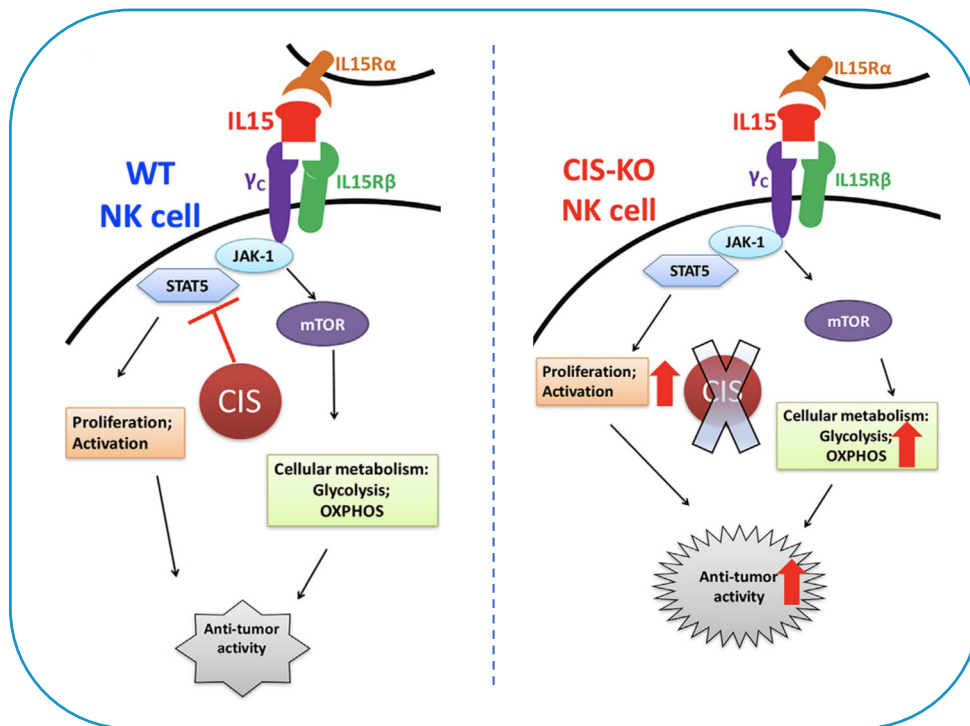 IL15Rα
IL15
γC
IL15Rβ
WT
NK cell
JAK-1
STAT5
mTOR
CIS
Proliferation;
Activation
Cellular metabolism:
Glycolysis;
OXPHOS
Anti-tumor
activity
IL15Rα
IL15
γC
IL15Rβ
CIS-KO
NK cell
JAK-1
STAT5
mTOR
Proliferation;
Activation
CIS
Cellular metabolism:
Glycolysis;
OXPHOS
Anti-tumor
activity